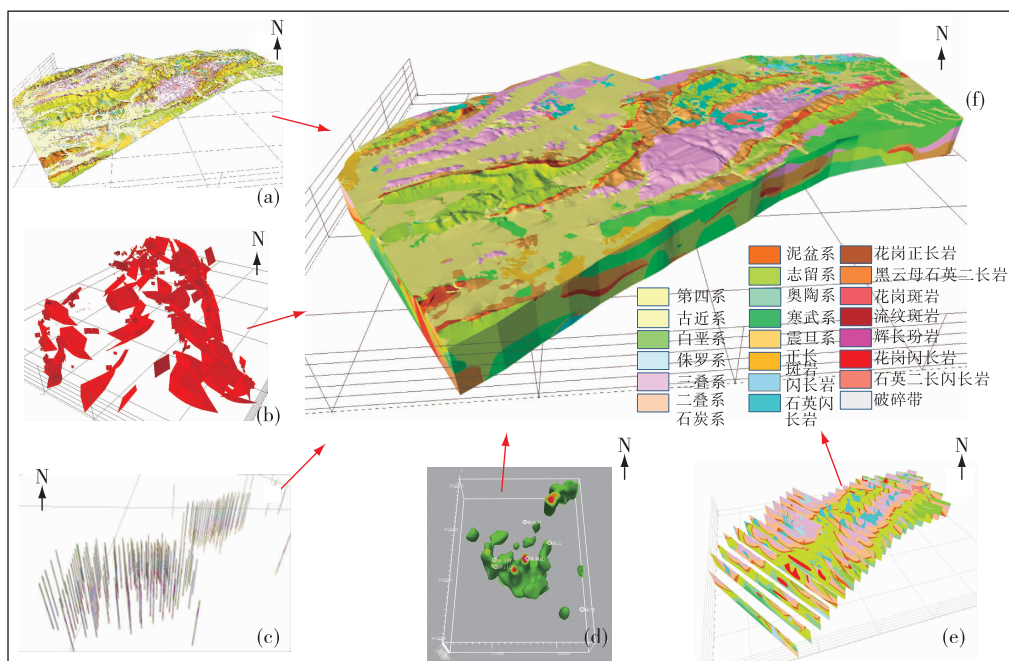 N
N
(a)
(f)
N
(b)
泥盆系
花岗正长岩
志留系
黑云母石英二长岩
第四系
奥陶系
花岗斑岩
古近系
寒武系
流纹斑岩
白垩系
震旦系
辉长玢岩
侏罗系
正长
斑岩
花岗闪长岩
三叠系
闪长岩
石英二长闪长岩
二叠系
石炭系
石英闪
长岩
破碎带
N
(c)
N
(d)
N
(e)